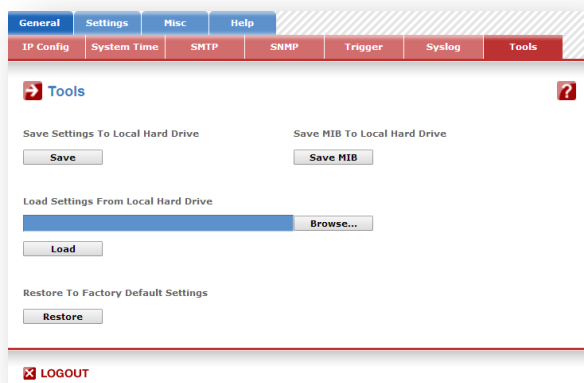 General Settings Misc Help
IP Config System Time SMTP SNMP Trigger Syslog Tools
Tools ?
Save Settings To Local Hard Drive Save MIB To Local Hard Drive
Save Save MIB
Load Settings From Local Hard Drive
Browse...
Load
Restore To Factory Default Settings
Restore
LOGOUT